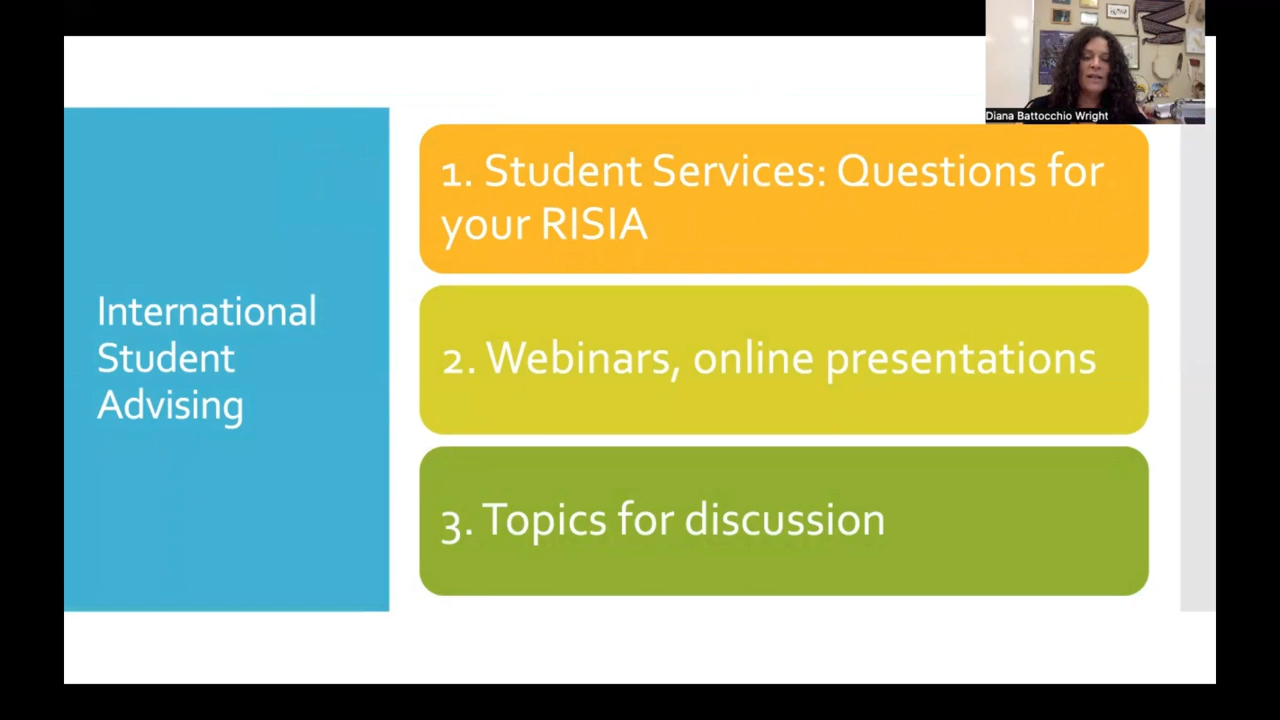 Diana Battocchio Wright
International
Student
Advising
1. Student Services: Questions for
your RISIA
2. Webinars, online presentations
3. Topics for discussion